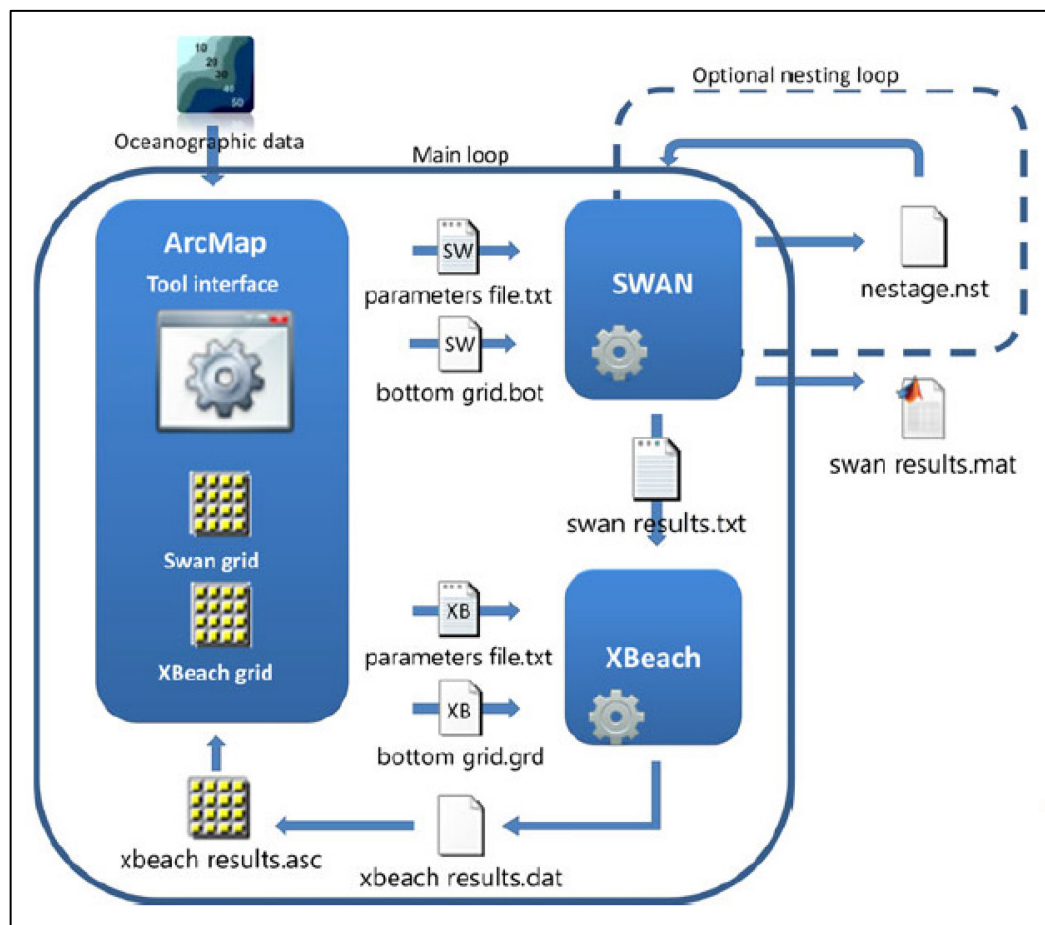 10
20
30
40
50
Oceanographic data
Optional nesting loop
Main loop
ArcMap
Tool interface
Swan grid
XBeach grid
SW
parameters file.txt
SW
bottom grid.bot
SWAN
nestage.nst
swan results.mat
swan results.txt
XB
parameters file.txt
XB
bottom grid.grd
XBeach
xbeach results.asc
xbeach results.dat